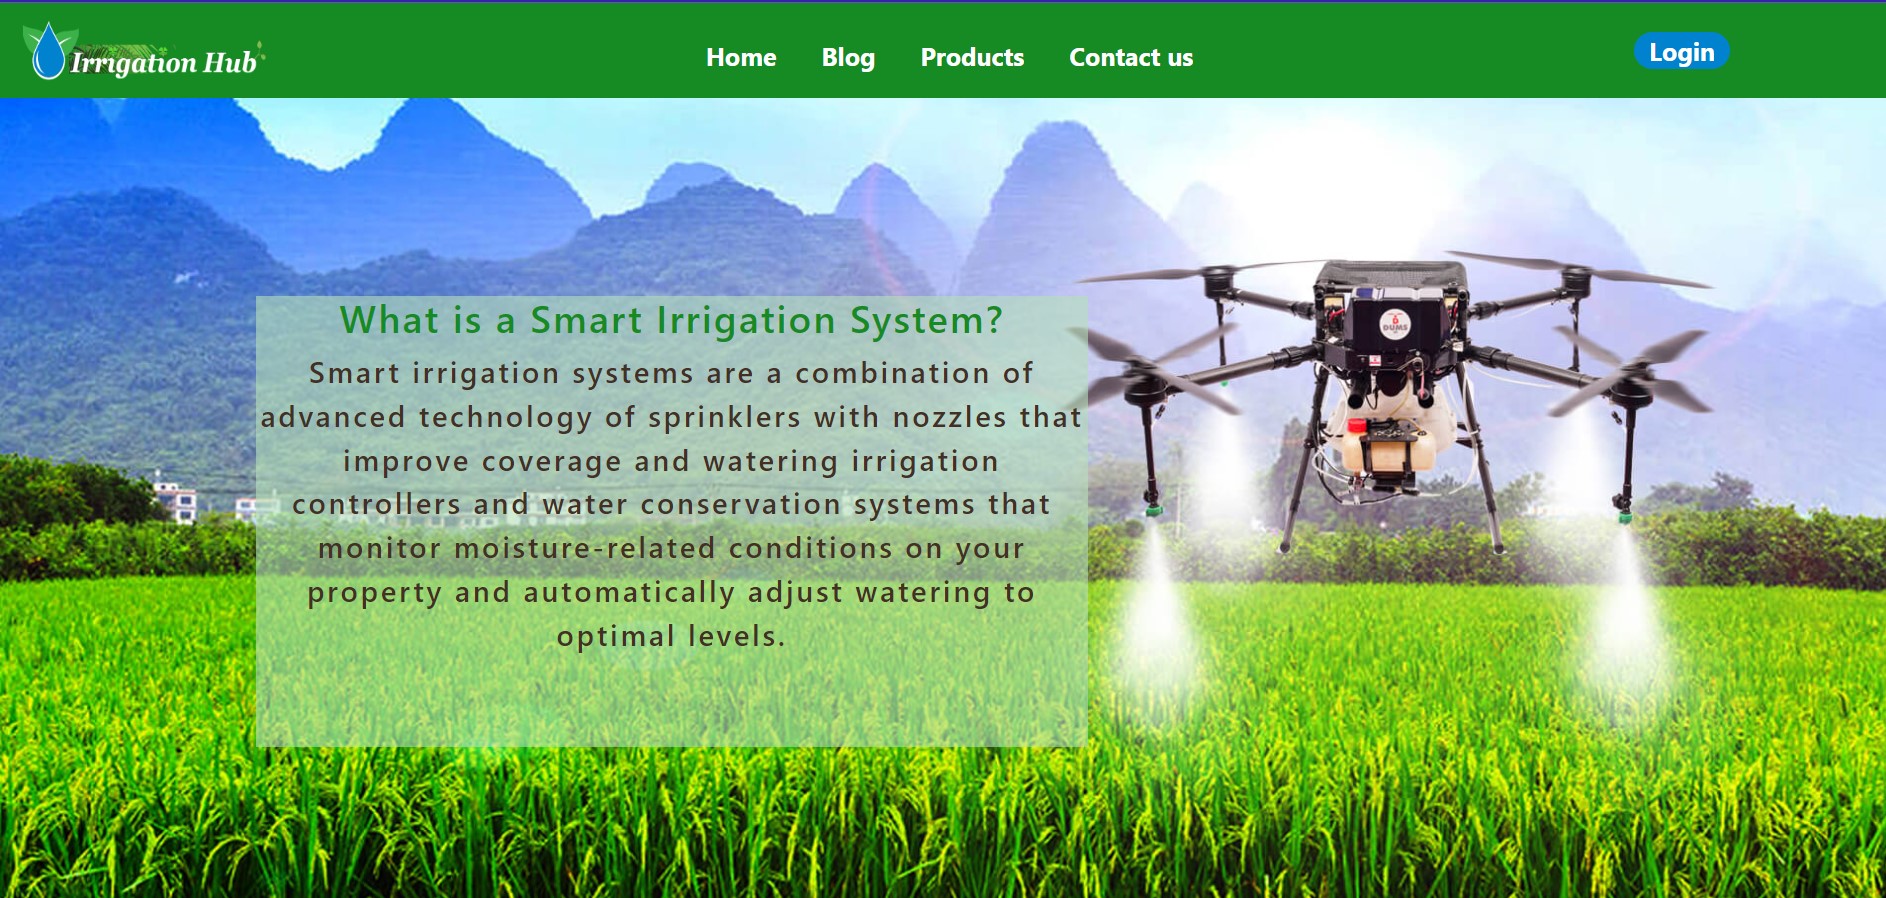 Irrigation Hub
Home
Blog
Products
Contact us
Login
What is a Smart Irrigation System?
Smart irrigation systems are a combination of
advanced technology of sprinklers with nozzles that
improve coverage and watering irrigation
controllers and water conservation systems that
monitor moisture-related conditions on your
property and automatically adjust watering to
optimal levels.
DUMS